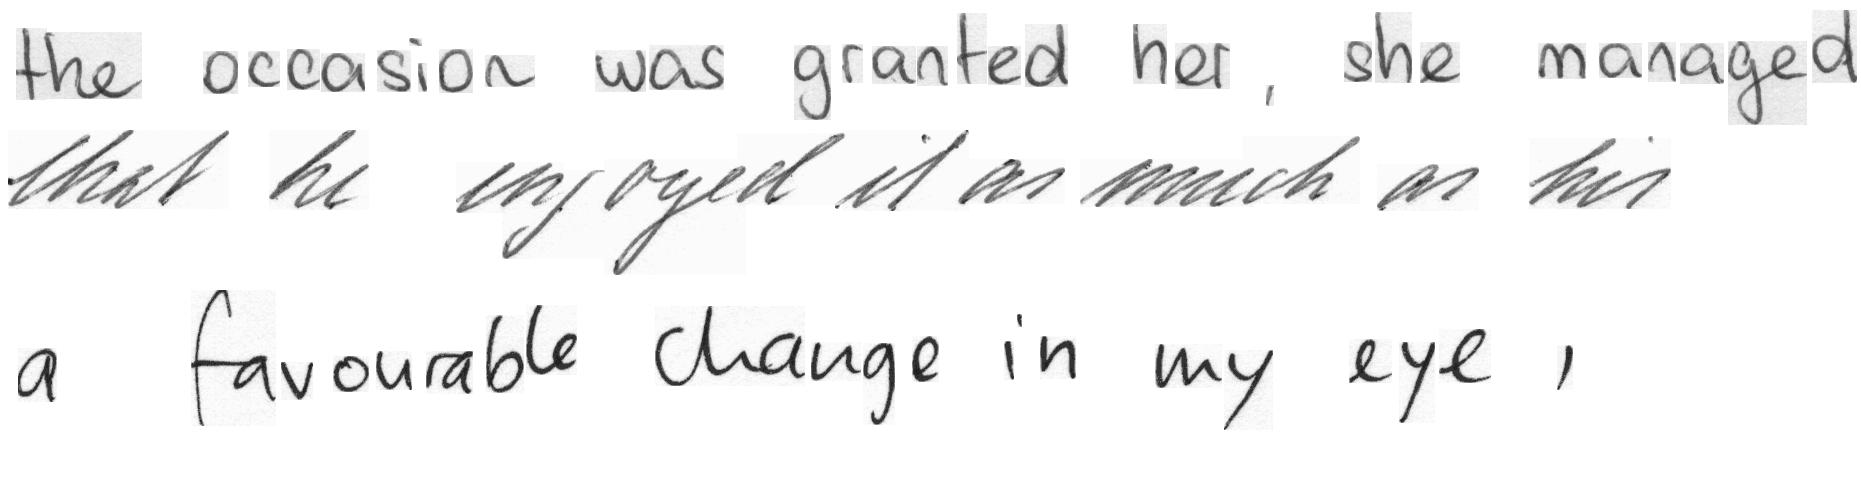 the occasion was granted her, she managed
that he enjoyed it as much as his
a favourable change in my eye,